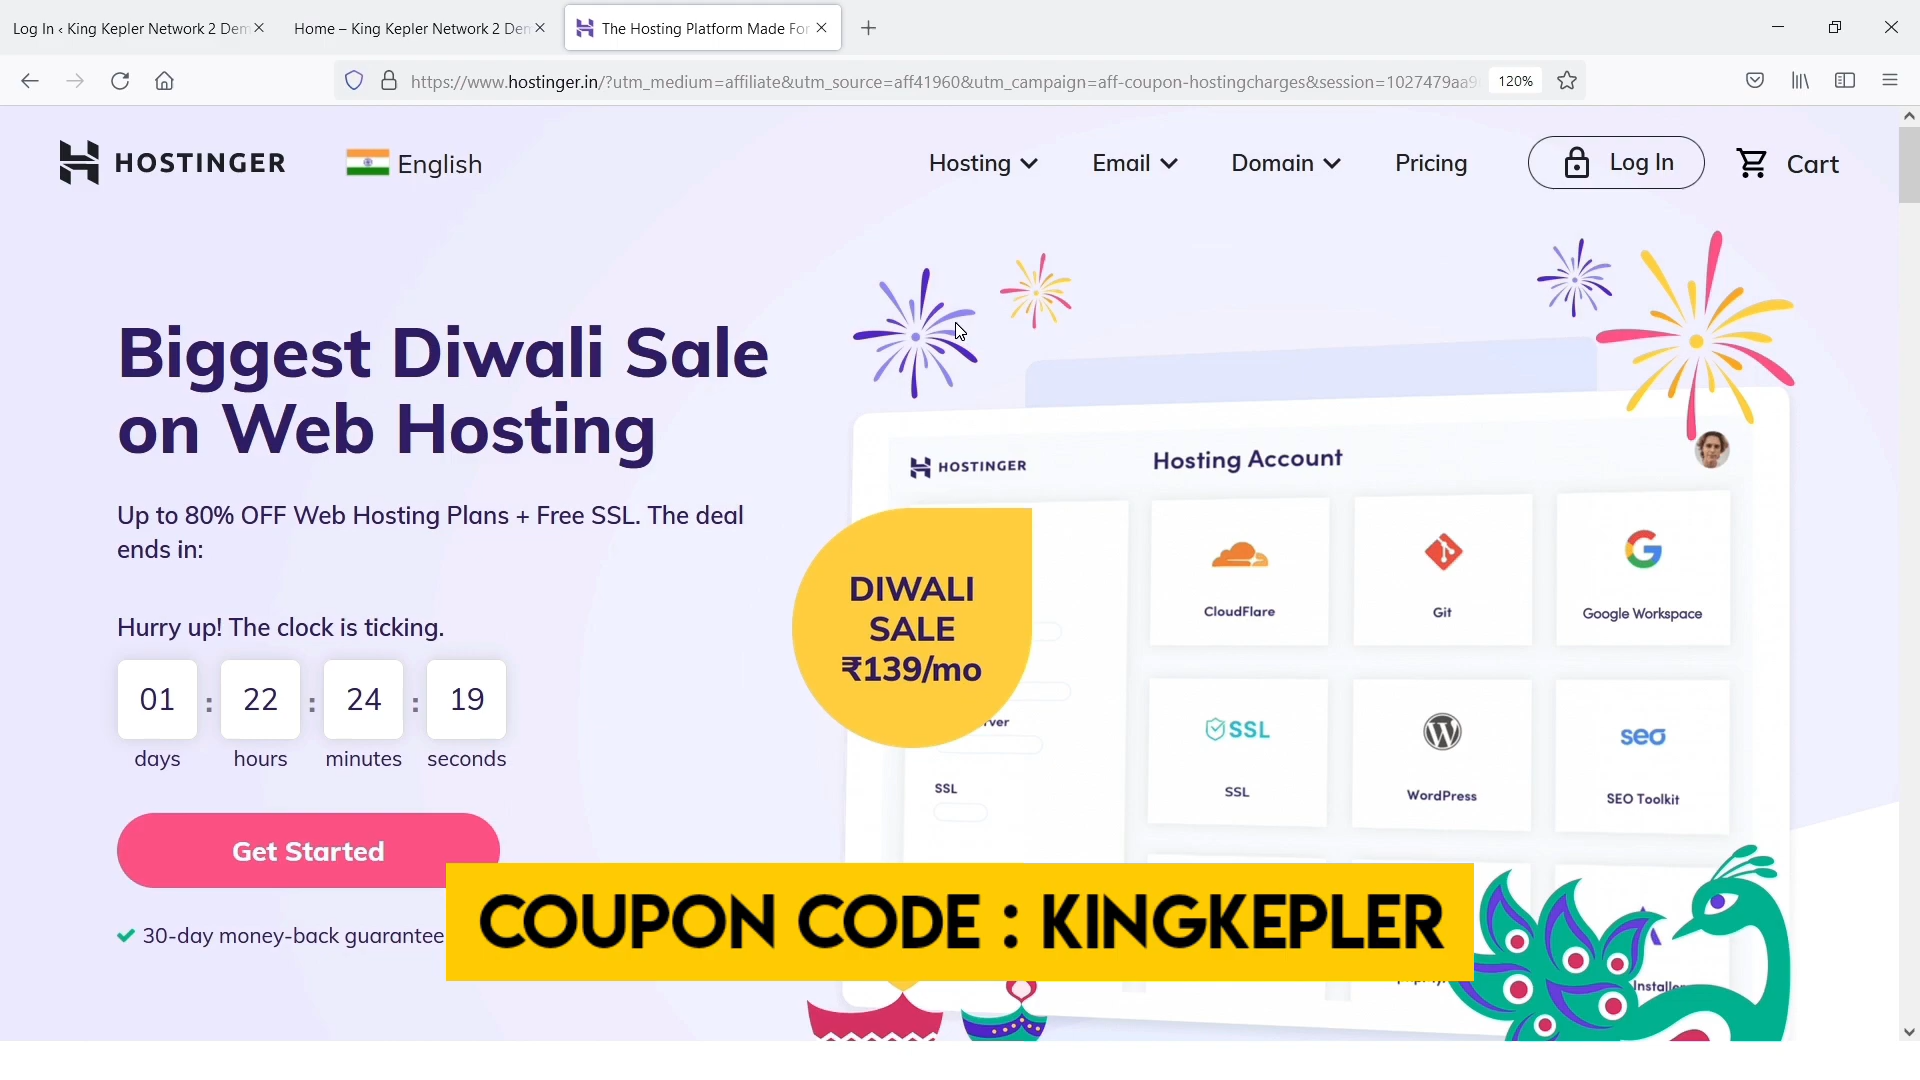 Log In ‹ King Kepler Network 2 Dem
Home – King Kepler Network 2 Den
The Hosting Platform Made For
https://www.hostinger.in/?utm_medium=affiliate&utm_source=aff41960&utm_campaign=aff-coupon-hostingcharges&session=1027479aa9
120%
HOSTINGER
English
Hosting
Email
Domain
Pricing
Log In
Cart
Biggest Diwali Sale
on Web Hosting
Up to 80% OFF Web Hosting Plans + Free SSL. The deal
ends in:
Hurry up! The clock is ticking.
01 : 22 : 24 : 19
days hours minutes seconds
Get Started
30-day money-back guarantee
HOSTINGER
Hosting Account
DIWALI
SALE
₹139/mo
CloudFlare
Git
Google Workspace
SSL
SSL
WordPress
seo
SEO Toolkit
SSL
COUPON CODE : KINGKEPLER